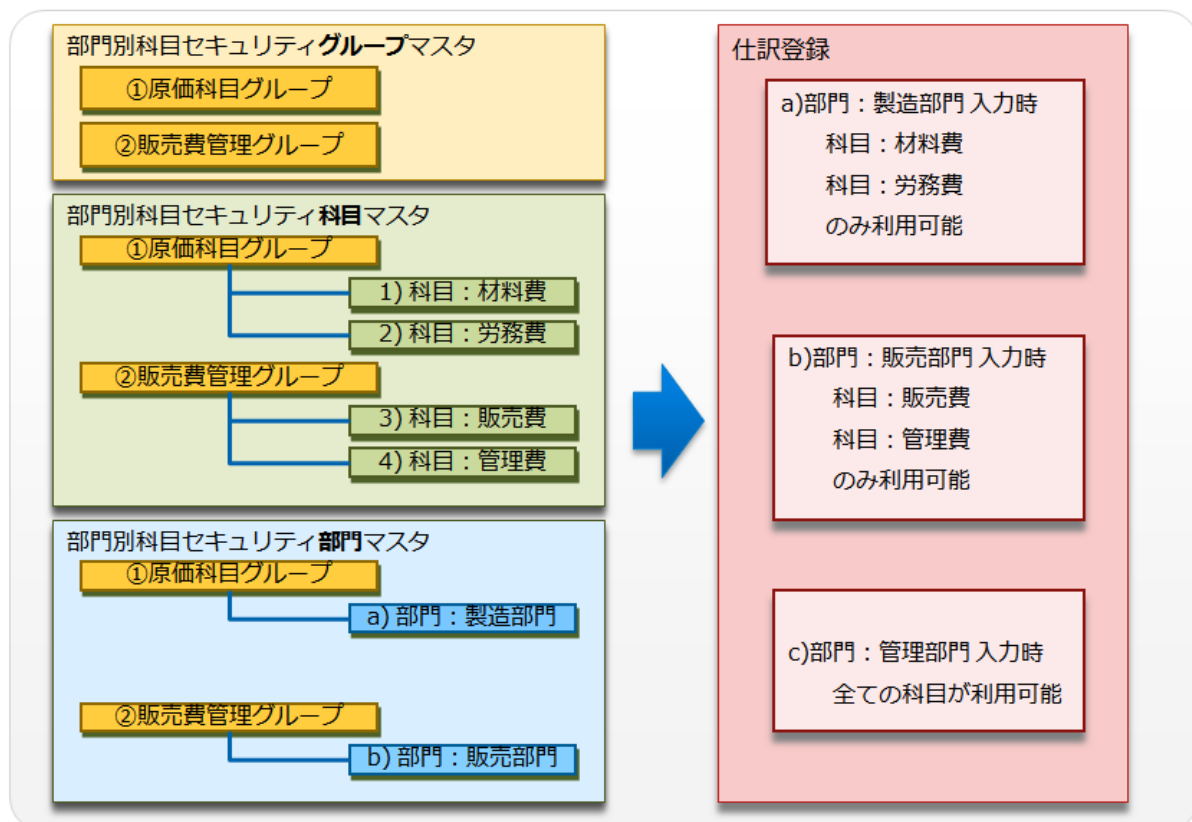 部門別科目セキュリティグループマスタ
①原価科目グループ
②販売費管理グループ
部門別科目セキュリティ科目マスタ
①原価科目グループ
1) 科目：材料費
2) 科目：労務費
②販売費管理グループ
3) 科目：販売費
4) 科目：管理費
部門別科目セキュリティ部門マスタ
①原価科目グループ
a) 部門：製造部門
②販売費管理グループ
b) 部門：販売部門
仕訳登録
a)部門：製造部門 入力時
科目：材料費
科目：労務費
のみ利用可能
b)部門：販売部門 入力時
科目：販売費
科目：管理費
のみ利用可能
c)部門：管理部門 入力時
全ての科目が利用可能